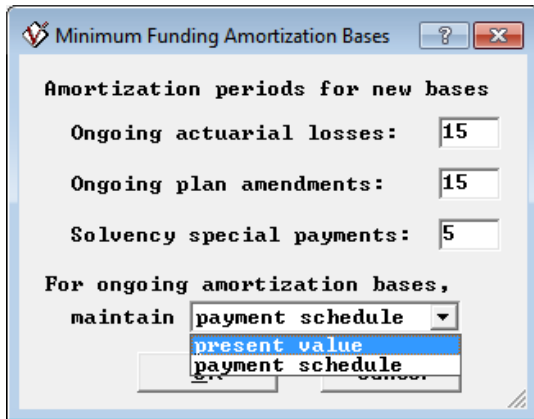 Minimum Funding Amortization Bases
Amortization periods for new bases
Ongoing actuarial losses: 15
Ongoing plan amendments: 15
Solvency special payments: 5
For ongoing amortization bases,
maintain payment schedule
present value
payment schedule